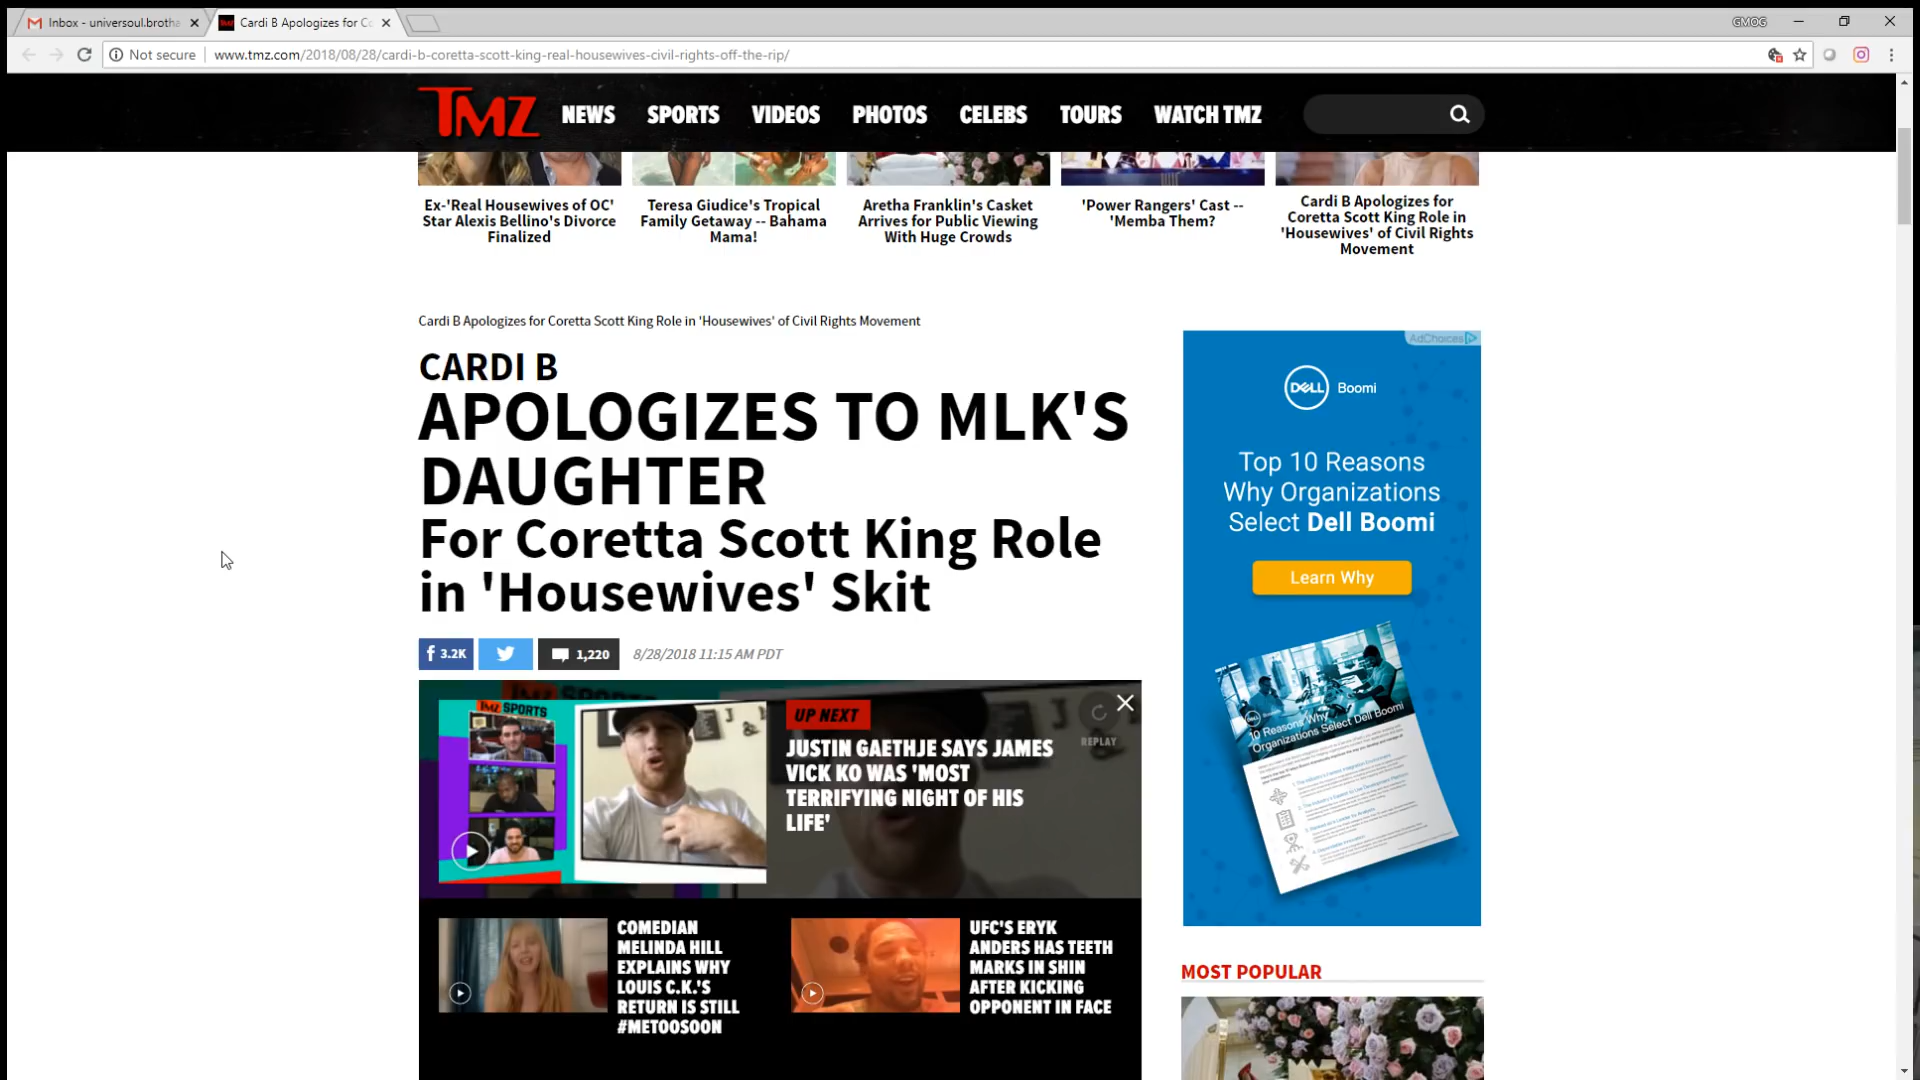 Inbox - universoul.brotha
Cardi B Apologizes for Co
GMOG
Not secure
www.tmz.com/2018/08/28/cardi-b-coretta-scott-king-real-housewives-civil-rights-off-the-rip/
TMZ NEWS SPORTS VIDEOS PHOTOS CELEBS TOURS WATCH TMZ
Ex-'Real Housewives of OC'
Star Alexis Bellino's Divorce
Finalized
Teresa Giudice's Tropical
Family Getaway -- Bahama
Mama!
Aretha Franklin's Casket
Arrives for Public Viewing
With Huge Crowds
'Power Rangers' Cast --
'Memba Them?
Cardi B Apologizes for
Coretta Scott King Role in
'Housewives' of Civil Rights
Movement
Cardi B Apologizes for Coretta Scott King Role in 'Housewives' of Civil Rights Movement
CARDI B
APOLOGIZES TO MLK'S
DAUGHTER
For Coretta Scott King Role
in 'Housewives' Skit
3.2K
1,220
8/28/2018 11:15 AM PDT
TMZ SPORTS
UP NEXT
JUSTIN GAETHJE SAYS JAMES
VICK KO WAS 'MOST
TERRIFYING NIGHT OF HIS
LIFE'
REPLAY
COMEDIAN
MELINDA HILL
EXPLAINS WHY
LOUIS C.K.'S
RETURN IS STILL
#METOOSOON
UFC'S ERYK
ANDERS HAS TEETH
MARKS IN SHIN
AFTER KICKING
OPPONENT IN FACE
AdChoices
DELL Boomi
Top 10 Reasons
Why Organizations
Select Dell Boomi
Learn Why
10 Reasons Why
Organizations Select Dell Boomi
MOST POPULAR